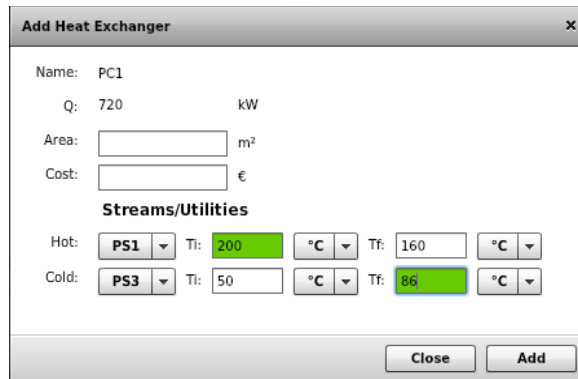 Add Heat Exchanger ×
Name: PC1
Q: 720 kW
Area: m²
Cost: €
Streams/Utilities
Hot: PS1 Ti: 200 °C Tf: 160 °C
Cold: PS3 Ti: 50 °C Tf: 86 °C
Close Add